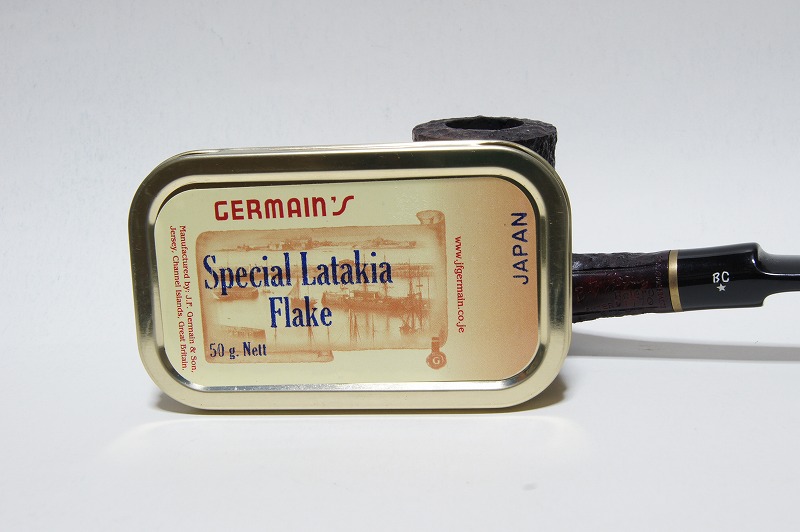 GERMAIN'S
Special Latakia
Flake
50 g. Nett
Manufactured by: J.F. Germain & Son,
Jersey, Channel Islands, Great Britain.
www.jfgermain.co.je
JAPAN
G
BC